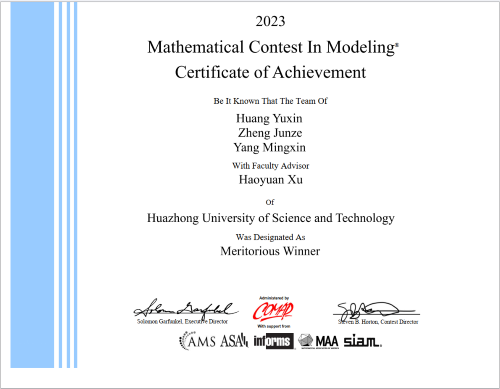 2023
Mathematical Contest In Modeling®
Certificate of Achievement
Be It Known That The Team Of
Huang Yuxin
Zheng Junze
Yang Mingxin
With Faculty Advisor
Haoyuan Xu
Of
Huazhong University of Science and Technology
Was Designated As
Meritorious Winner
Administered by
COMAP
With support from
Solomon Garfunkel, Executive Director
Steven B. Horton, Contest Director
AMS ASA informs MAA siam.